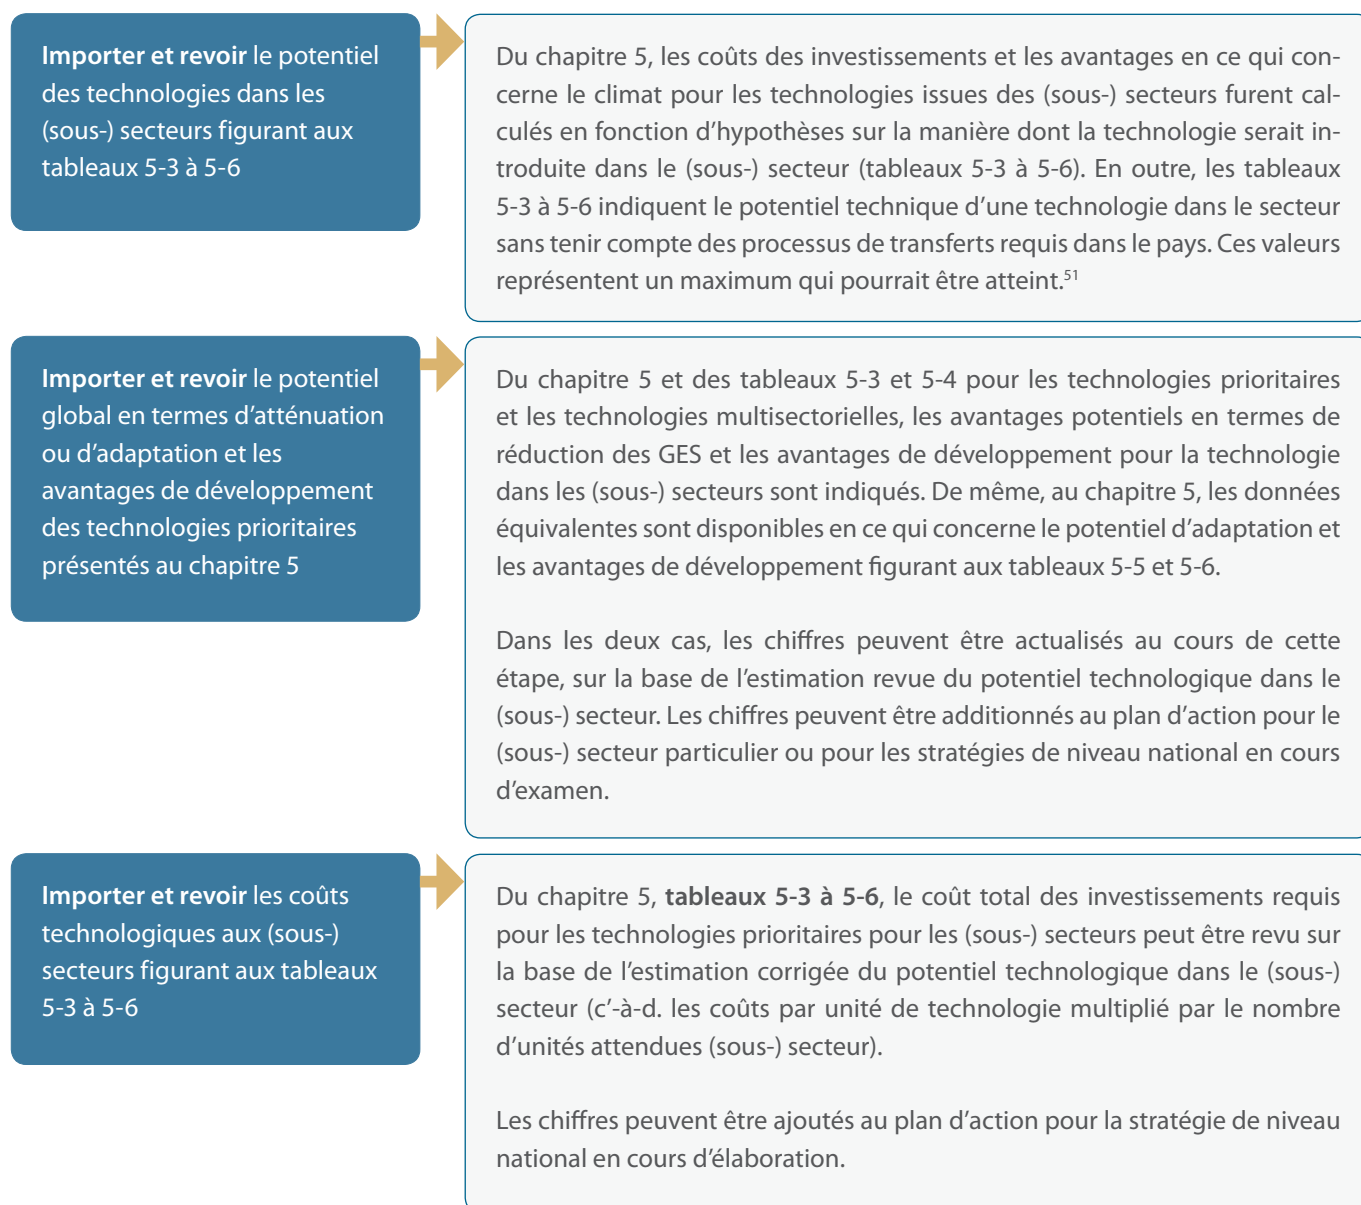 Importer et revoir le potentiel
des technologies dans les
(sous-) secteurs figurant aux
tableaux 5-3 à 5-6
Du chapitre 5, les coûts des investissements et les avantages en ce qui con-
cerne le climat pour les technologies issues des (sous-) secteurs furent cal-
culés en fonction d’hypothèses sur la manière dont la technologie serait in-
troduite dans le (sous-) secteur (tableaux 5-3 à 5-6). En outre, les tableaux
5-3 à 5-6 indiquent le potentiel technique d’une technologie dans le secteur
sans tenir compte des processus de transferts requis dans le pays. Ces valeurs
représentent un maximum qui pourrait être atteint.51
Importer et revoir le potentiel
global en termes d’atténuation
ou d’adaptation et les
avantages de développement
des technologies prioritaires
présentés au chapitre 5
Du chapitre 5 et des tableaux 5-3 et 5-4 pour les technologies prioritaires
et les technologies multisectorielles, les avantages potentiels en termes de
réduction des GES et les avantages de développement pour la technologie
dans les (sous-) secteurs sont indiqués. De même, au chapitre 5, les données
équivalentes sont disponibles en ce qui concerne le potentiel d’adaptation et
les avantages de développement figurant aux tableaux 5-5 et 5-6.
Dans les deux cas, les chiffres peuvent être actualisés au cours de cette
étape, sur la base de l’estimation revue du potentiel technologique dans le
(sous-) secteur. Les chiffres peuvent être additionnés au plan d’action pour le
(sous-) secteur particulier ou pour les stratégies de niveau national en cours
d’examen.
Importer et revoir les coûts
technologiques aux (sous-)
secteurs figurant aux tableaux
5-3 à 5-6
Du chapitre 5, tableaux 5-3 à 5-6, le coût total des investissements requis
pour les technologies prioritaires pour les (sous-) secteurs peut être revu sur
la base de l’estimation corrigée du potentiel technologique dans le (sous-)
secteur (c’-à-d. les coûts par unité de technologie multiplié par le nombre
d’unités attendues (sous-) secteur).
Les chiffres peuvent être ajoutés au plan d’action pour la stratégie de niveau
national en cours d’élaboration.